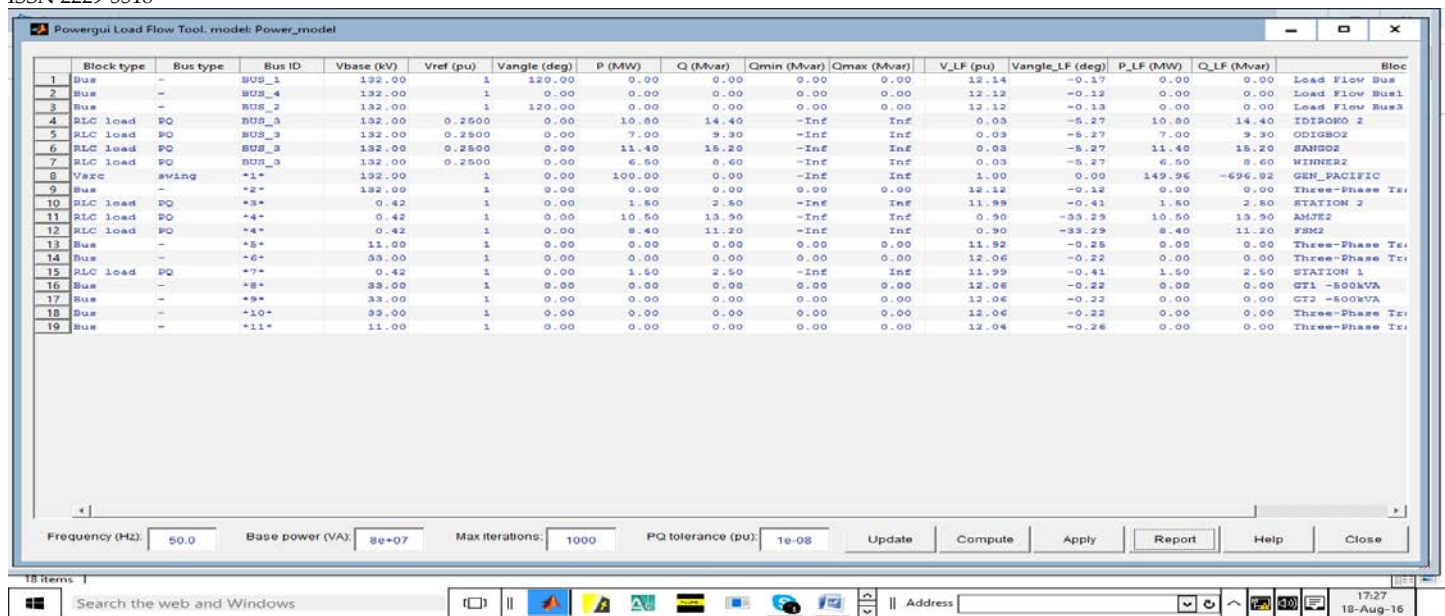 ISSN 2229-5518
Powergui Load Flow Tool. model: Power_model
Block type Bus type Bus ID Vbase (kV) Vref (pu) Vangle (deg) P (MW) Q (Mvar) Qmin (Mvar) Qmax (Mvar) V_LF (pu) Vangle_LF (deg) P_LF (MW) Q_LF (Mvar) Bloc
1 Bus - BUS_1 132.00 1 120.00 0.00 0.00 0.00 0.00 12.14 -0.17 0.00 0.00 Load Flow Bus
2 Bus - BUS_4 132.00 1 0.00 0.00 0.00 0.00 0.00 12.12 -0.12 0.00 0.00 Load Flow Bus1
3 Bus - BUS_2 132.00 1 120.00 0.00 0.00 0.00 0.00 12.12 -0.13 0.00 0.00 Load Flow Bus3
4 RLC load PQ BUS_3 132.00 0.2500 0.00 10.80 14.40 -Inf Inf 0.03 -5.27 10.80 14.40 IDIROKO 2
5 RLC load PQ BUS_3 132.00 0.2500 0.00 7.00 9.30 -Inf Inf 0.03 -5.27 7.00 9.30 ODIGBO2
6 RLC load PQ BUS_3 132.00 0.2500 0.00 11.40 15.20 -Inf Inf 0.03 -5.27 11.40 15.20 SANGO2
7 RLC load PQ BUS_3 132.00 0.2500 0.00 6.50 8.60 -Inf Inf 0.03 -5.27 6.50 8.60 WINNER2
8 Vsrc swing *1* 132.00 1 0.00 100.00 0.00 -Inf Inf 1.00 0.00 149.96 -696.02 GEN_PACIFIC
9 Bus - *2* 132.00 1 0.00 0.00 0.00 0.00 0.00 12.12 -0.12 0.00 0.00 Three-Phase Tra
10 RLC load PQ *3* 0.42 1 0.00 1.50 2.50 -Inf Inf 11.99 -0.41 1.50 2.50 STATION 2
11 RLC load PQ *4* 0.42 1 0.00 10.50 13.90 -Inf Inf 0.90 -33.29 10.50 13.90 AMJE2
12 RLC load PQ *4* 0.42 1 0.00 8.40 11.20 -Inf Inf 0.90 -33.29 8.40 11.20 FSM2
13 Bus - *5* 11.00 1 0.00 0.00 0.00 0.00 0.00 11.92 -0.25 0.00 0.00 Three-Phase Tra
14 Bus - *6* 33.00 1 0.00 0.00 0.00 0.00 0.00 12.06 -0.22 0.00 0.00 Three-Phase Tra
15 RLC load PQ *7* 0.42 1 0.00 1.50 2.50 -Inf Inf 11.99 -0.41 1.50 2.50 STATION 1
16 Bus - *8* 33.00 1 0.00 0.00 0.00 0.00 0.00 12.06 -0.22 0.00 0.00 GT1 -500kVA
17 Bus - *9* 33.00 1 0.00 0.00 0.00 0.00 0.00 12.06 -0.22 0.00 0.00 GT2 -500kVA
18 Bus - *10* 33.00 1 0.00 0.00 0.00 0.00 0.00 12.06 -0.22 0.00 0.00 Three-Phase Tra
19 Bus - *11* 11.00 1 0.00 0.00 0.00 0.00 0.00 12.04 -0.26 0.00 0.00 Three-Phase Tra
Frequency (Hz): 50.0 Base power (VA): 8e+07 Max iterations: 1000 PQ tolerance (pu): 1e-08 Update Compute Apply Report Help Close
18 items
Search the web and Windows Address 17:27
18-Aug-16